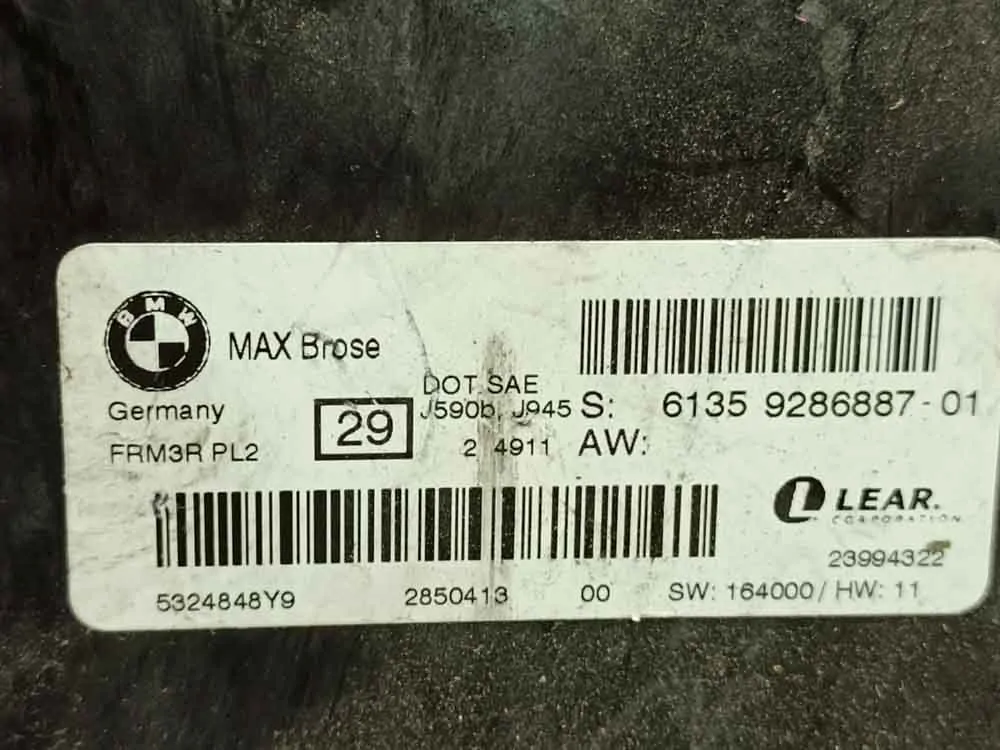 BMW
MAX Brose
Germany
FRM3R PL2
29
DOT SAE
J590b, J945
2 4911
S: 6135 9286887-01
AW:
LEAR.
CORPORATION
23994322
5324848Y9 2850413 00 SW: 164000 / HW: 11